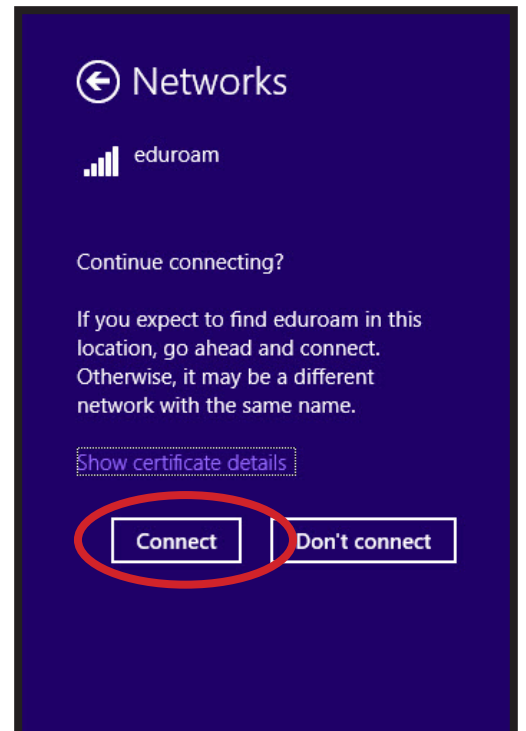 Networks
eduroam
Continue connecting?
If you expect to find eduroam in this
location, go ahead and connect.
Otherwise, it may be a different
network with the same name.
Show certificate details
Connect Don't connect